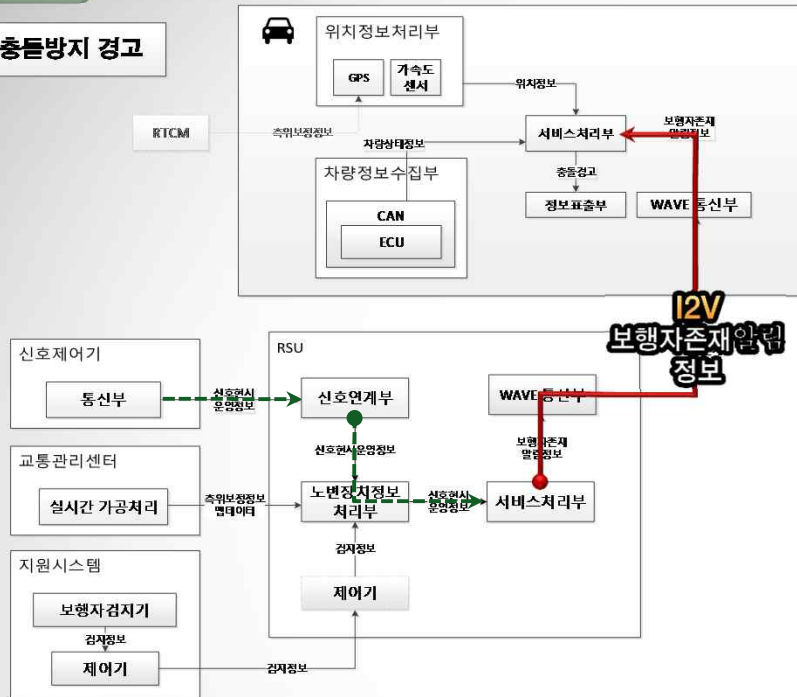 충돌방지 경고
위치정보처리부
GPS
가속도
센서
위치정보
RTCM
측위보정정보
차량상태정보
서비스처리부
보행자존재
알림정보
차량정보수집부
CAN
ECU
충돌경고
정보표출부
WAVE 통신부
I2V
보행자존재알림
정보
신호제어기
통신부
신호현시
운영정보
RSU
신호연계부
WAVE 통신부
신호현시운영정보
보행자존재
알림정보
교통관리센터
실시간 가공처리
측위보정정보
맵데이터
노변장치정보
처리부
신호현시
운영정보
서비스처리부
검지정보
제어기
지원시스템
보행자검지기
검지정보
제어기
검지정보